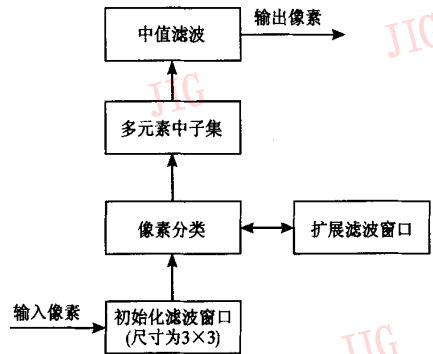 中值滤波
输出像素
JIG
JIG
多元素中子集
像素分类
扩展滤波窗口
输入像素
初始化滤波窗口
(尺寸为3×3)
JIG